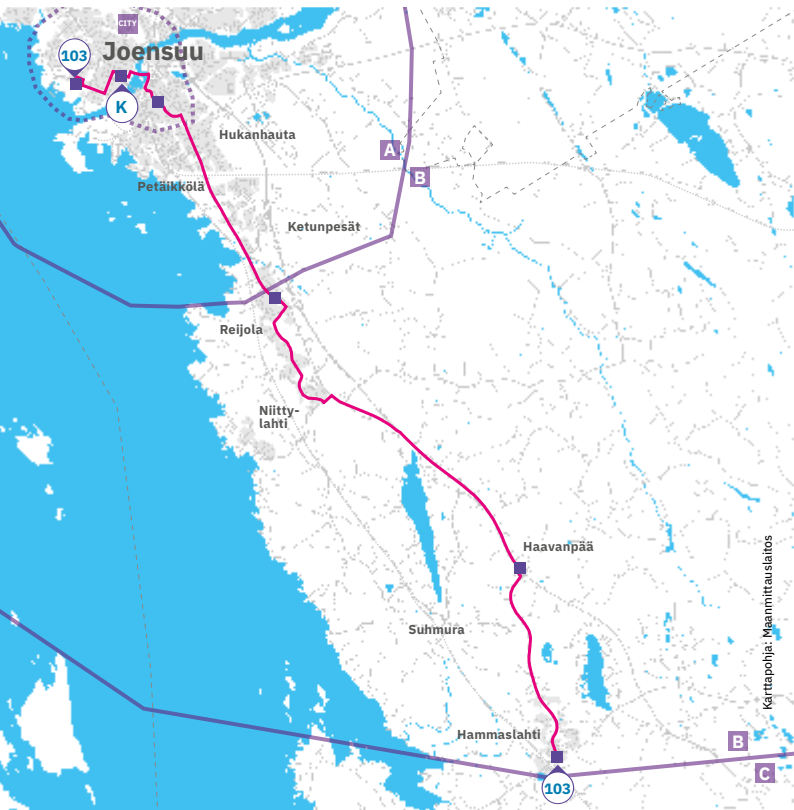 CITY
Joensuu
103
K
Hukanhauta
A
B
Petäikkölä
Ketunpesät
Reijola
Niitty-
lahti
Haavanpää
Suhmura
Hammaslahti
B
C
103
Karttapohja: Maanmittauslaitos